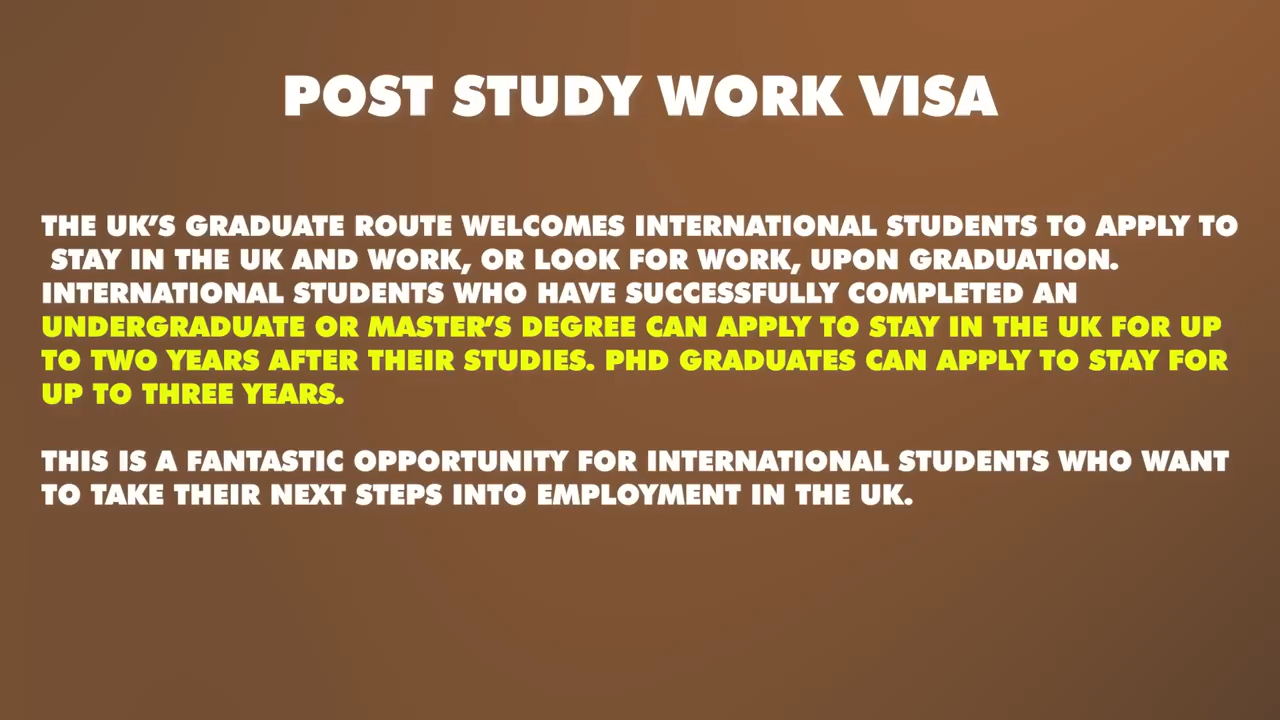 POST STUDY WORK VISA
THE UK’S GRADUATE ROUTE WELCOMES INTERNATIONAL STUDENTS TO APPLY TO
STAY IN THE UK AND WORK, OR LOOK FOR WORK, UPON GRADUATION.
INTERNATIONAL STUDENTS WHO HAVE SUCCESSFULLY COMPLETED AN
UNDERGRADUATE OR MASTER’S DEGREE CAN APPLY TO STAY IN THE UK FOR UP
TO TWO YEARS AFTER THEIR STUDIES. PHD GRADUATES CAN APPLY TO STAY FOR
UP TO THREE YEARS.
THIS IS A FANTASTIC OPPORTUNITY FOR INTERNATIONAL STUDENTS WHO WANT
TO TAKE THEIR NEXT STEPS INTO EMPLOYMENT IN THE UK.